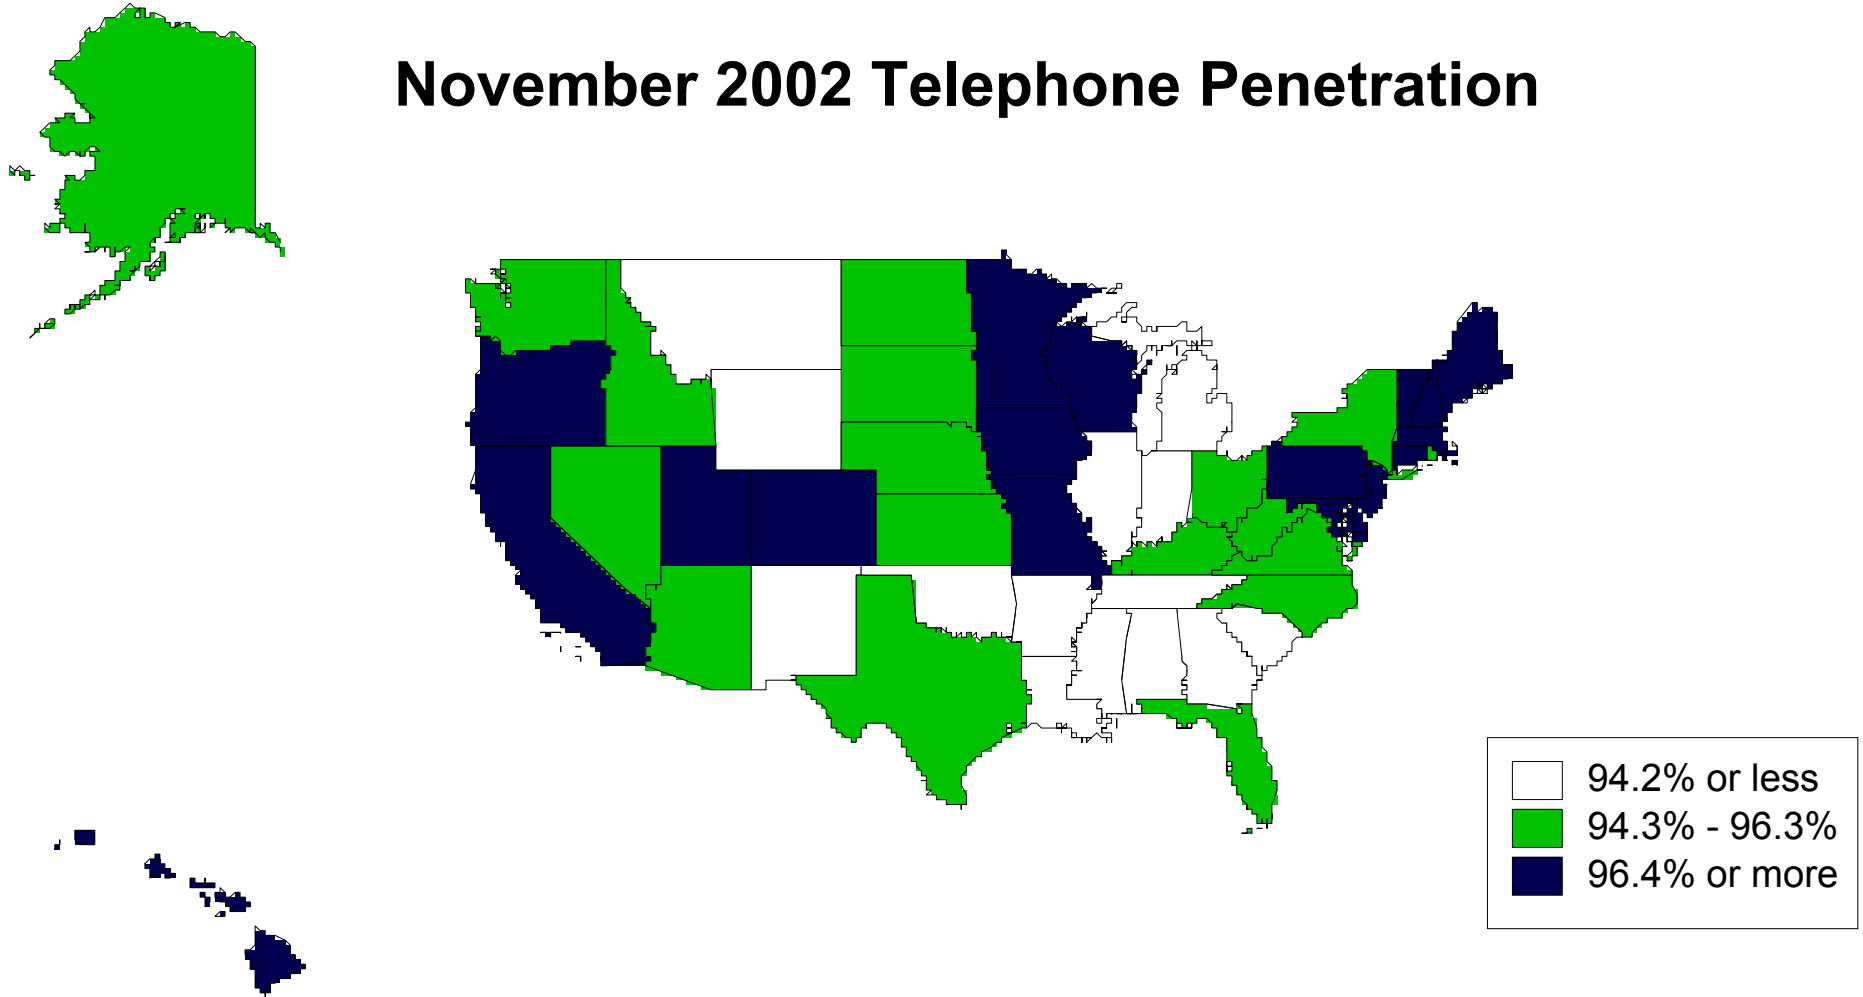 November 2002 Telephone Penetration
94.2% or less
94.3% - 96.3%
96.4% or more